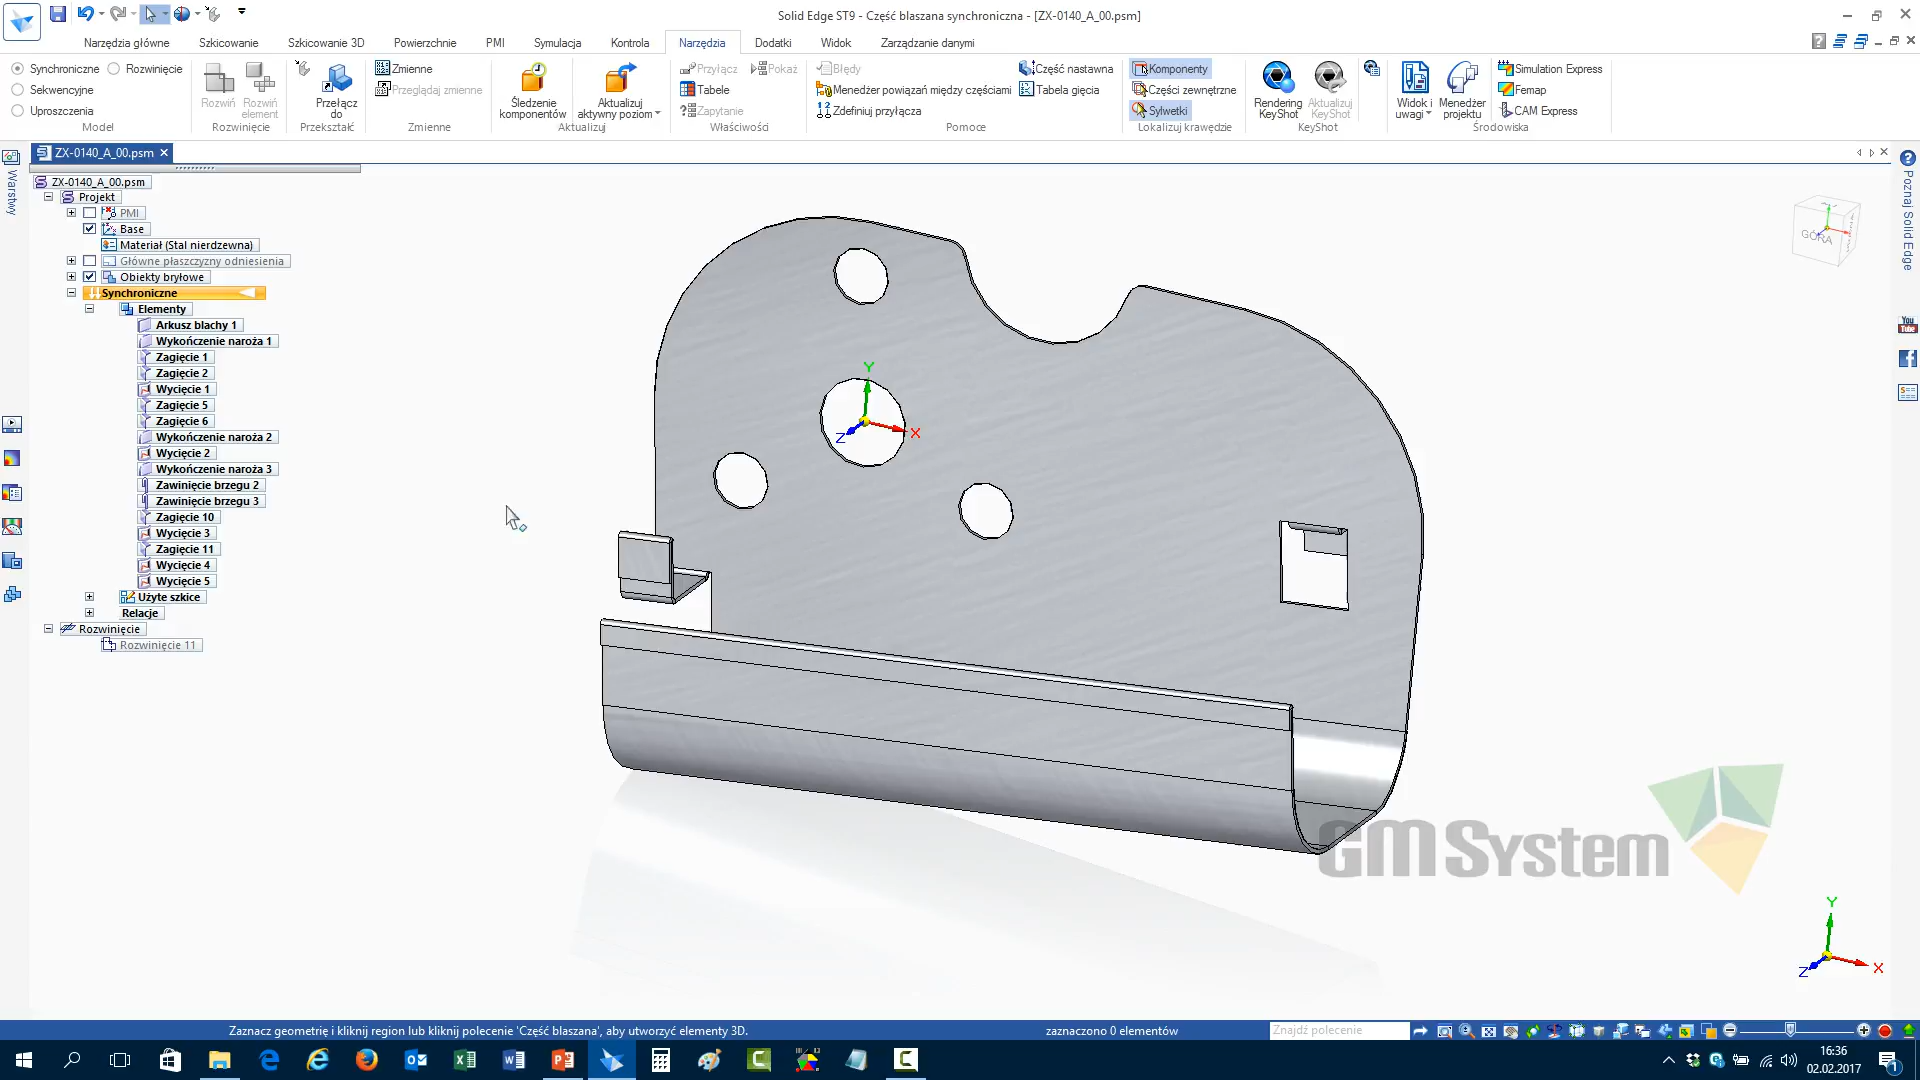 Solid Edge ST9 - Część blaszana synchroniczna - [ZX-0140_A_00.psm]
Narzędzia główne Szkicowanie Szkicowanie 3D Powierzchnie PMI Symulacja Kontrola Narzędzia Dodatki Widok Zarządzanie danymi
Synchroniczne Rozwinięcie
Sekwencyjne
Uproszczenia
Model
Rozwiń
Rozwiń element
Rozwinięcie
Przełącz do
Przekształć
Zmienne
Przeglądaj zmienne
Zmienne
Śledzenie komponentów
Aktualizuj aktywny poziom
Aktualizuj
Przyłącz Pokaż
Tabele
Zapytanie
Właściwości
Błędy
Menedżer powiązań między częściami
Zdefiniuj przyłącza
Część nastawna
Tabela gięcia
Pomoce
Komponenty
Części zewnętrzne
Sylwetki
Lokalizuj krawędzie
Rendering KeyShot
Aktualizuj KeyShot
KeyShot
Widok i uwagi
Menedżer projektu
Simulation Express
Femap
CAM Express
Środowiska
ZX-0140_A_00.psm
Warstwy
ZX-0140_A_00.psm
Projekt
PMI
Base
Materiał (Stal nierdzewna)
Główne płaszczyzny odniesienia
Obiekty bryłowe
Synchroniczne
Elementy
Arkusz blachy 1
Wykończenie naroża 1
Zagięcie 1
Zagięcie 2
Wycięcie 1
Zagięcie 5
Zagięcie 6
Wykończenie naroża 2
Wycięcie 2
Wykończenie naroża 3
Zawinięcie brzegu 2
Zawinięcie brzegu 3
Zagięcie 10
Wycięcie 3
Zagięcie 11
Wycięcie 4
Wycięcie 5
Użyte szkice
Relacje
Rozwinięcie
Rozwinięcie 11
Y
X
Z
GÓRA
Poznaj Solid Edge
You Tube
GM System
Y
X
Z
Zaznacz geometrię i kliknij region lub kliknij polecenie 'Część blaszana', aby utworzyć elementy 3D.
zaznaczono 0 elementów
Znajdź polecenie
16:36
02.02.2017
1